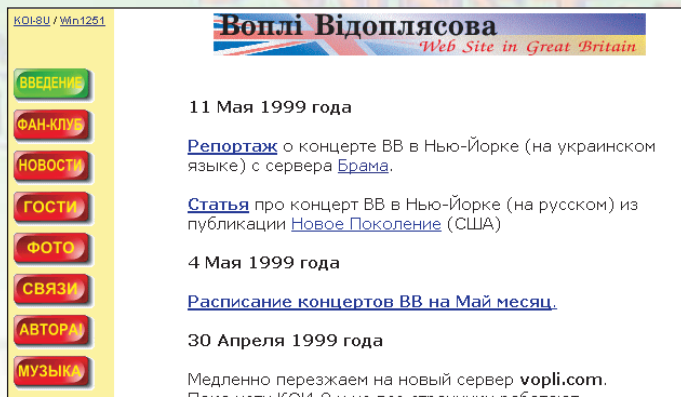 KOI-8U / Win1251
Воплі Відоплясова
Web Site in Great Britain
ВВЕДЕНИЕ
ФАН-КЛУБ
НОВОСТИ
ГОСТИ
ФОТО
СВЯЗИ
АВТОРА!
МУЗЫКА
11 Мая 1999 года
Репортаж о концерте ВВ в Нью-Йорке (на украинском
языке) с сервера Брама.
Статья про концерт ВВ в Нью-Йорке (на русском) из
публикации Новое Поколение (США)
4 Мая 1999 года
Расписание концертов ВВ на Май месяц.
30 Апреля 1999 года
Медленно перезжаем на новый сервер vopli.com.